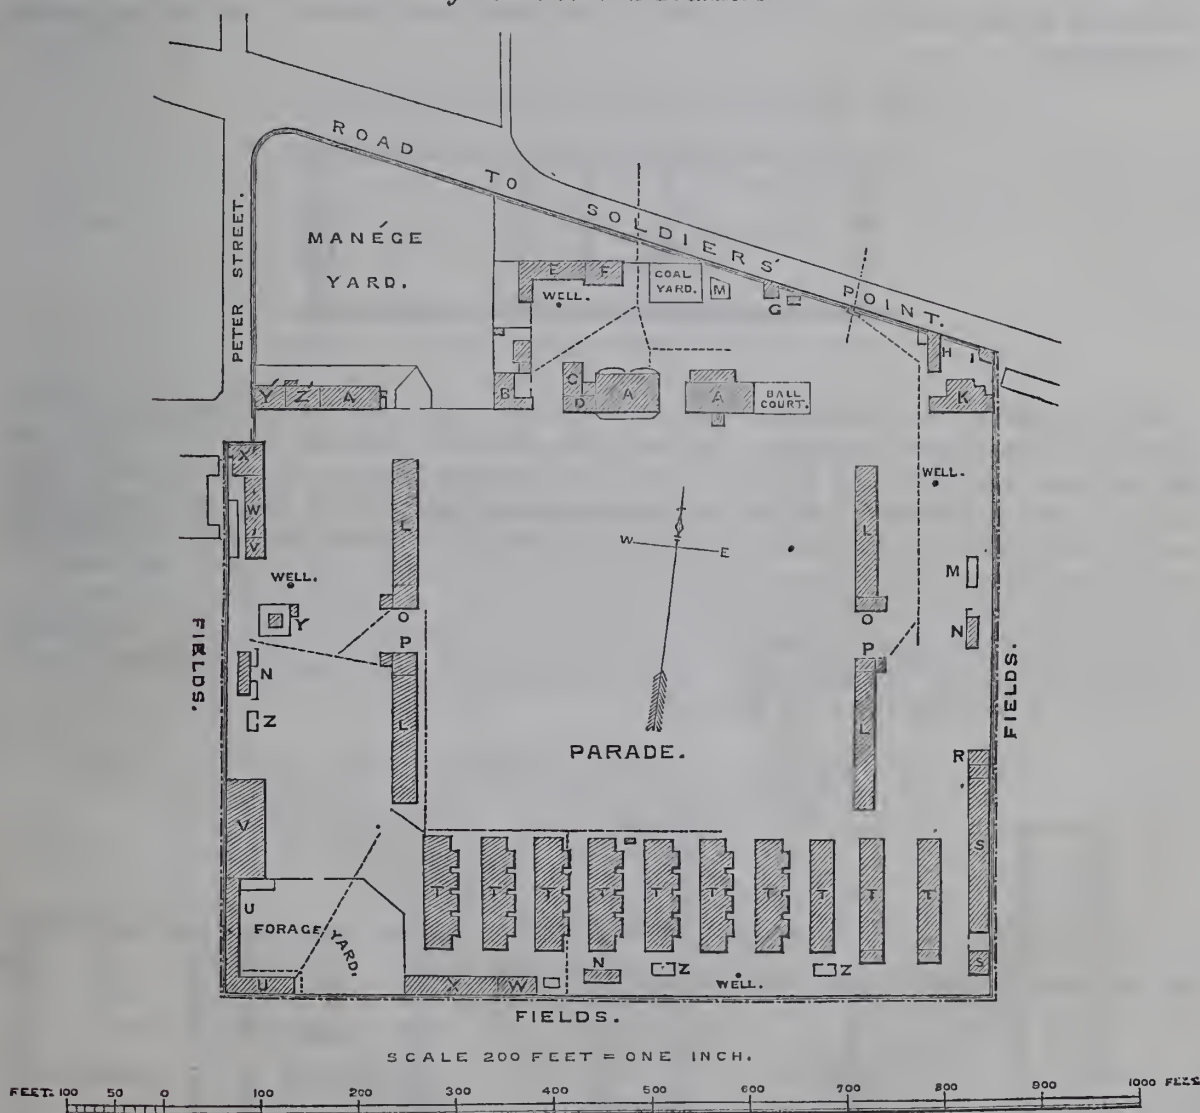 ROAD TO SOLDIERS' POINT.
PETER STREET.
MANÉGE
YARD.
E F
COAL
YARD.
M
WELL.
G
H I
Y Z A
B
C
D
A
A
BALL
COURT.
K
X'
W
V
L
L
WELL.
WELL.
W E
M
Y
O
P
O
P
N
N
Z
FIELDS.
FIELDS.
L
L
PARADE.
R
V
S
T T T T T T T T T T
U
FORAGE
YARD.
U
X W
N
Z
Z
WELL.
S
FIELDS.
SCALE 200 FEET = ONE INCH.
FEET. 100 50 0 100 200 300 400 500 600 700 800 900 1000 FEET